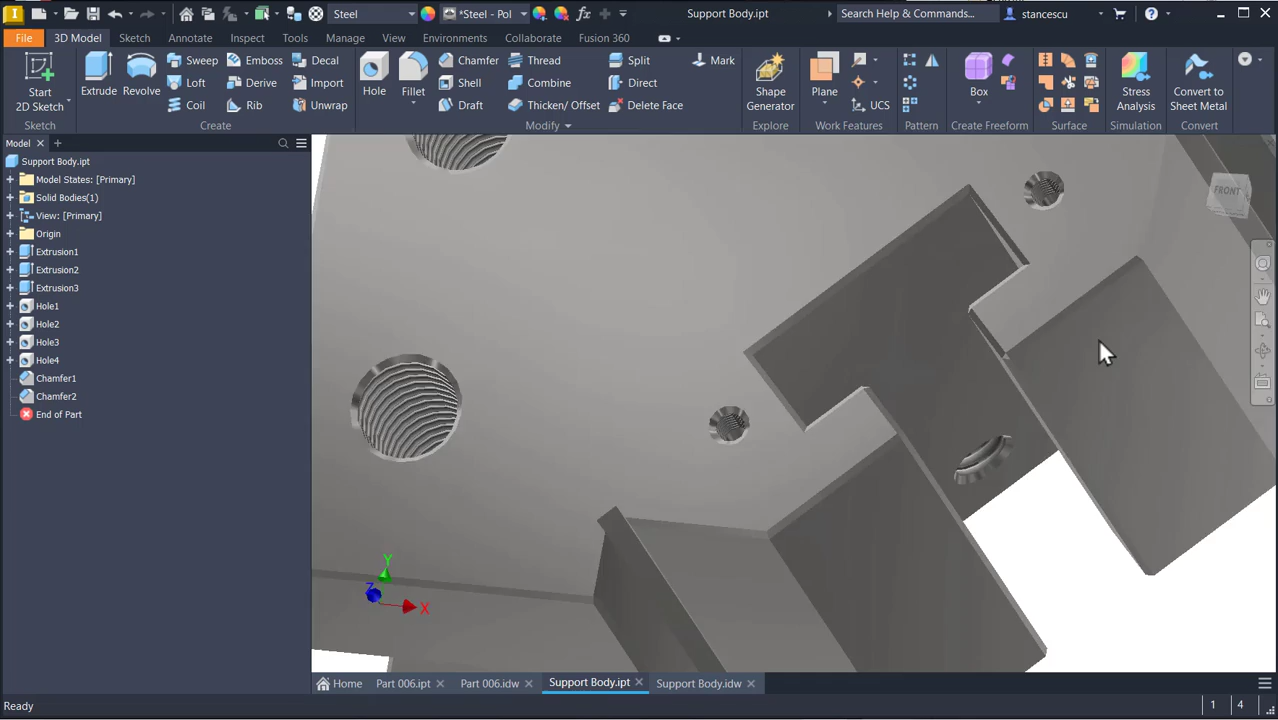 Steel
*Steel - Pol
fx
Support Body.ipt
Search Help & Commands...
stancescu
File
3D Model
Sketch
Annotate
Inspect
Tools
Manage
View
Environments
Collaborate
Fusion 360
Start
2D Sketch
Extrude
Revolve
Sweep
Loft
Coil
Emboss
Derive
Rib
Decal
Import
Unwrap
Hole
Fillet
Chamfer
Shell
Draft
Thread
Combine
Thicken/ Offset
Split
Direct
Delete Face
Mark
Shape
Generator
Plane
UCS
Box
Stress
Analysis
Convert to
Sheet Metal
Sketch
Create
Modify
Explore
Work Features
Pattern
Create Freeform
Surface
Simulation
Convert
Model
Support Body.ipt
Model States: [Primary]
Solid Bodies(1)
View: [Primary]
Origin
Extrusion1
Extrusion2
Extrusion3
Hole1
Hole2
Hole3
Hole4
Chamfer1
Chamfer2
End of Part
FRONT
Y
Z
X
Home
Part 006.ipt
Part 006.idw
Support Body.ipt
Support Body.idw
Ready
1
4